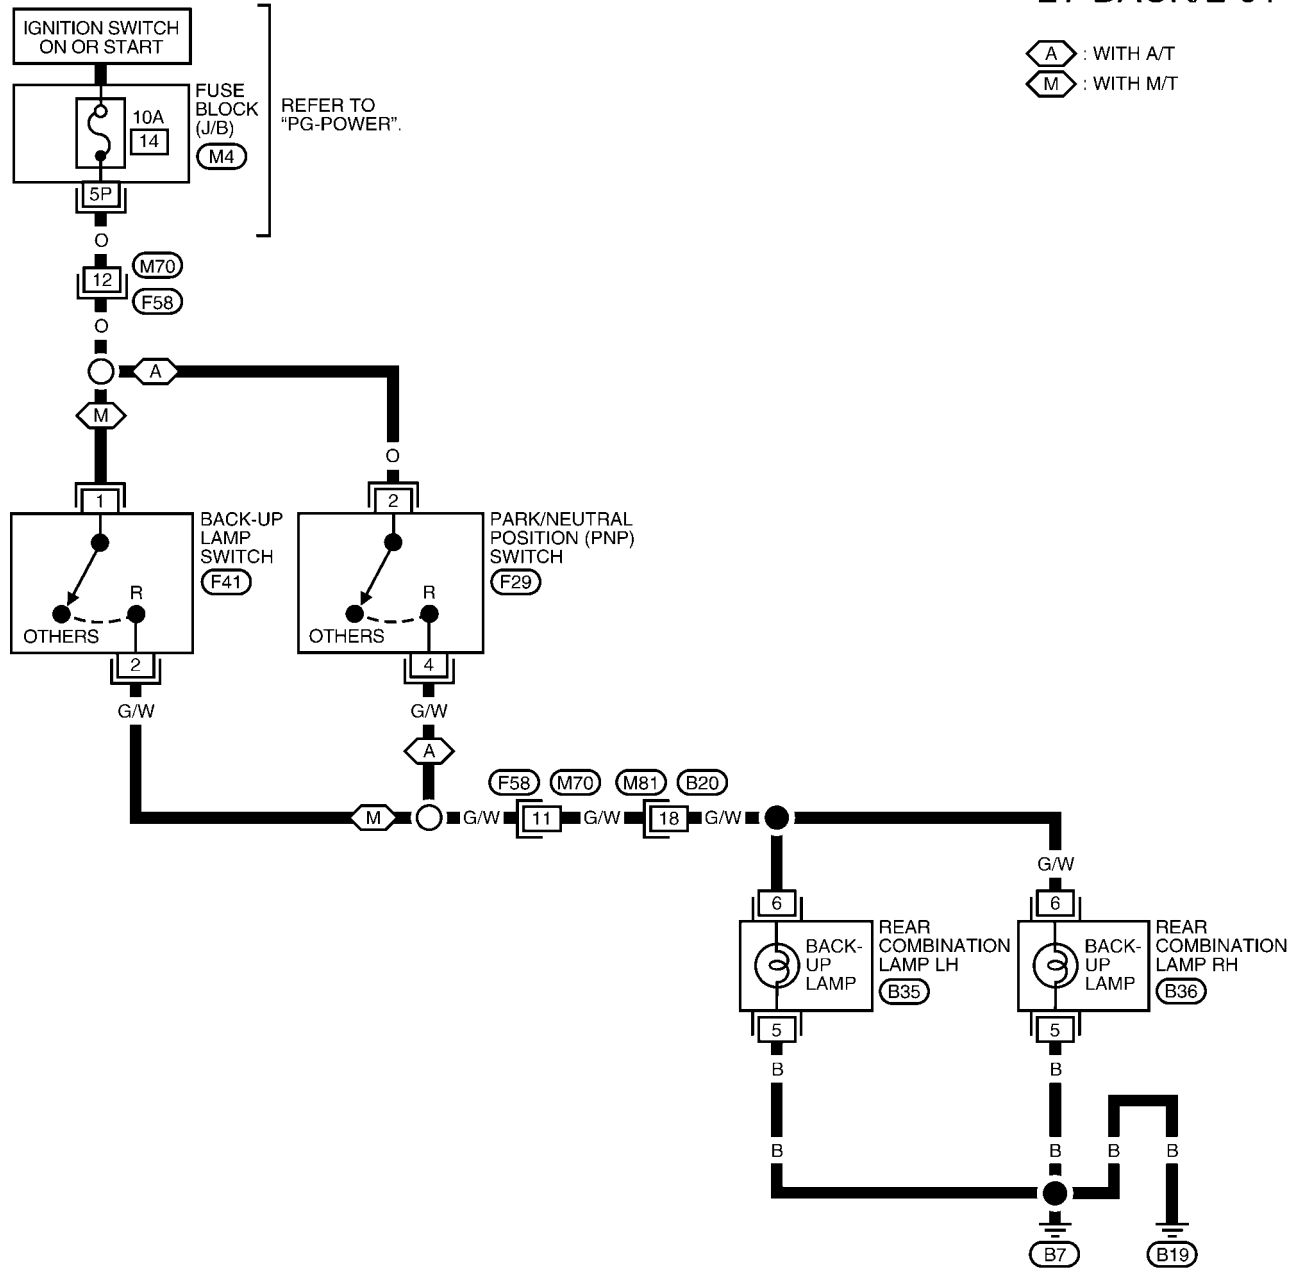 IGNITION SWITCH
ON OR START
A : WITH A/T
M : WITH M/T
10A
14
FUSE
BLOCK
(J/B)
M4
REFER TO
"PG-POWER".
5P
O
12
M70
F58
O
A
M
O
1
2
BACK-UP
LAMP
SWITCH
F41
R
OTHERS
PARK/NEUTRAL
POSITION (PNP)
SWITCH
F29
R
OTHERS
2
4
G/W
G/W
A
M
G/W
F58
M70
11
G/W
M81
B20
18
G/W
G/W
6
6
BACK-
UP
LAMP
REAR
COMBINATION
LAMP LH
B35
BACK-
UP
LAMP
REAR
COMBINATION
LAMP RH
B36
5
5
B
B
B
B
B
B
B7
B19